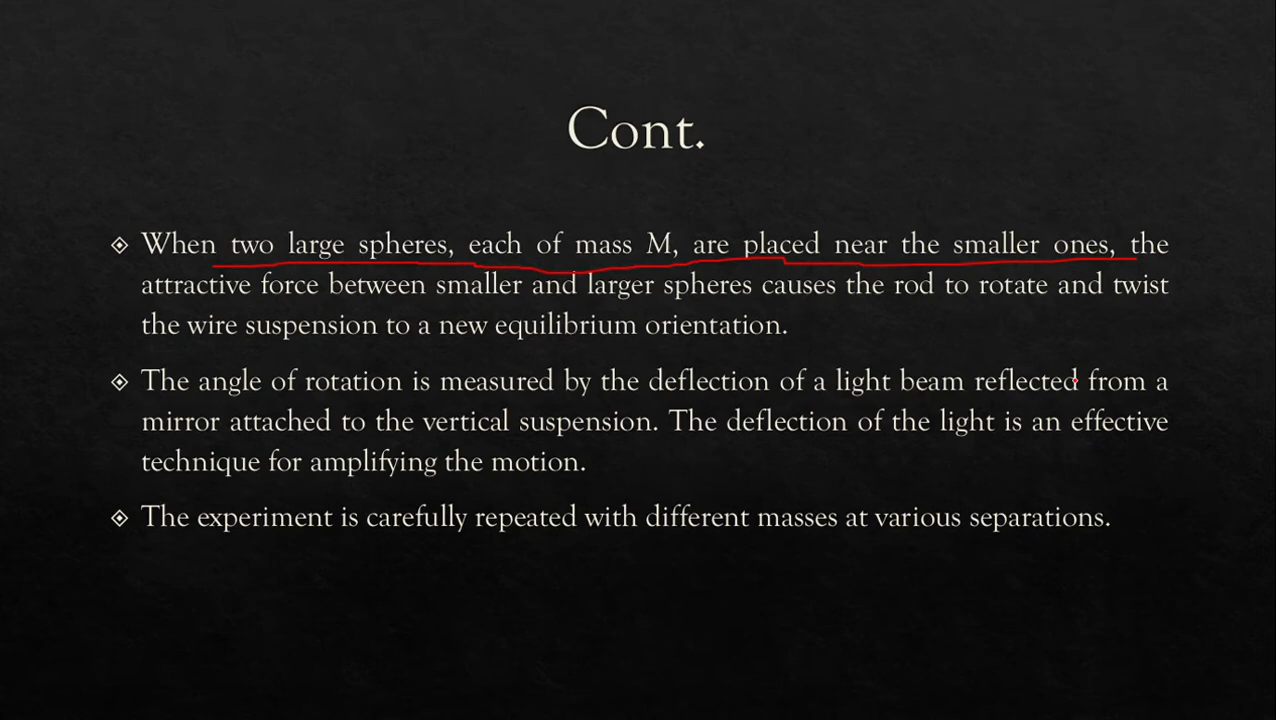 Cont.
When two large spheres, each of mass M, are placed near the smaller ones, the
attractive force between smaller and larger spheres causes the rod to rotate and twist
the wire suspension to a new equilibrium orientation.
The angle of rotation is measured by the deflection of a light beam reflected from a
mirror attached to the vertical suspension. The deflection of the light is an effective
technique for amplifying the motion.
The experiment is carefully repeated with different masses at various separations.